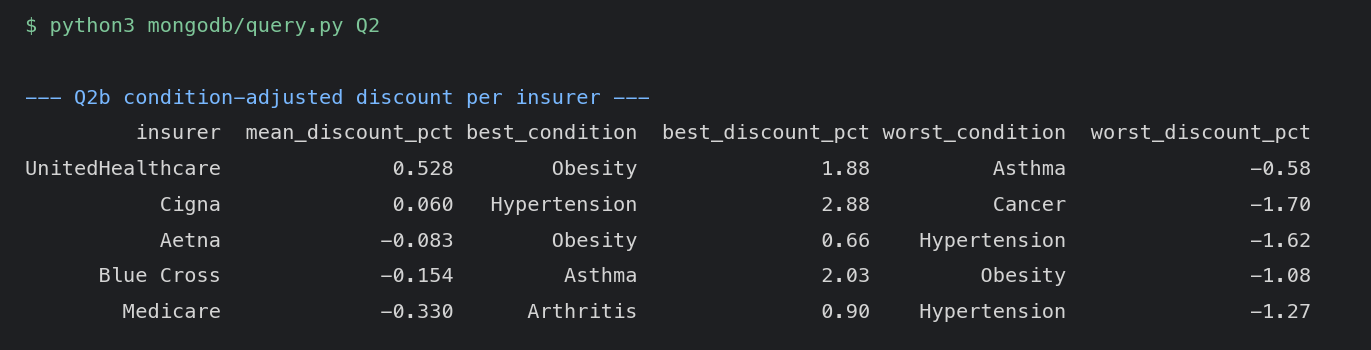 $ python3 mongodb/query.py Q2
--- Q2b condition-adjusted discount per insurer ---
insurer mean_discount_pct best_condition best_discount_pct worst_condition worst_discount_pct
UnitedHealthcare 0.528 Obesity 1.88 Asthma -0.58
Cigna 0.060 Hypertension 2.88 Cancer -1.70
Aetna -0.083 Obesity 0.66 Hypertension -1.62
Blue Cross -0.154 Asthma 2.03 Obesity -1.08
Medicare -0.330 Arthritis 0.90 Hypertension -1.27